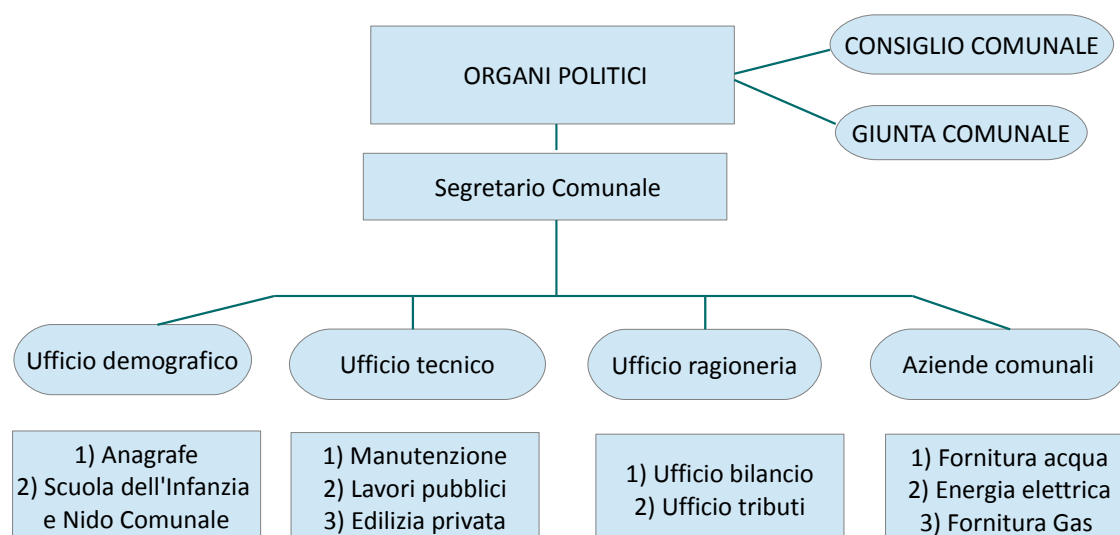 ORGANI POLITICI
CONSIGLIO COMUNALE
GIUNTA COMUNALE
Segretario Comunale
Ufficio demografico
Ufficio tecnico
Ufficio ragioneria
Aziende comunali
1) Anagrafe
2) Scuola dell'Infanzia
e Nido Comunale
1) Manutenzione
2) Lavori pubblici
3) Edilizia privata
1) Ufficio bilancio
2) Ufficio tributi
1) Fornitura acqua
2) Energia elettrica
3) Fornitura Gas